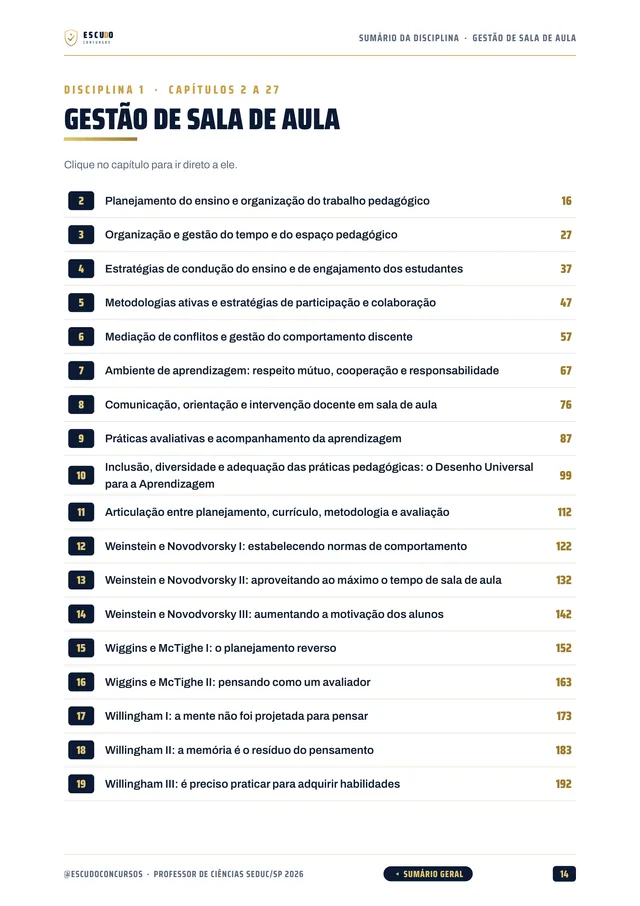 ESCUDO
CONCURSOS
SUMÁRIO DA DISCIPLINA · GESTÃO DE SALA DE AULA
DISCIPLINA 1 · CAPÍTULOS 2 A 27
GESTÃO DE SALA DE AULA
Clique no capítulo para ir direto a ele.
2 Planejamento do ensino e organização do trabalho pedagógico 16
3 Organização e gestão do tempo e do espaço pedagógico 27
4 Estratégias de condução do ensino e de engajamento dos estudantes 37
5 Metodologias ativas e estratégias de participação e colaboração 47
6 Mediação de conflitos e gestão do comportamento discente 57
7 Ambiente de aprendizagem: respeito mútuo, cooperação e responsabilidade 67
8 Comunicação, orientação e intervenção docente em sala de aula 76
9 Práticas avaliativas e acompanhamento da aprendizagem 87
10 Inclusão, diversidade e adequação das práticas pedagógicas: o Desenho Universal
para a Aprendizagem 99
11 Articulação entre planejamento, currículo, metodologia e avaliação 112
12 Weinstein e Novodvorsky I: estabelecendo normas de comportamento 122
13 Weinstein e Novodvorsky II: aproveitando ao máximo o tempo de sala de aula 132
14 Weinstein e Novodvorsky III: aumentando a motivação dos alunos 142
15 Wiggins e McTighe I: o planejamento reverso 152
16 Wiggins e McTighe II: pensando como um avaliador 163
17 Willingham I: a mente não foi projetada para pensar 173
18 Willingham II: a memória é o resíduo do pensamento 183
19 Willingham III: é preciso praticar para adquirir habilidades 192
@ESCUDOCONCURSOS · PROFESSOR DE CIÊNCIAS SEDUC/SP 2026
SUMÁRIO GERAL
14